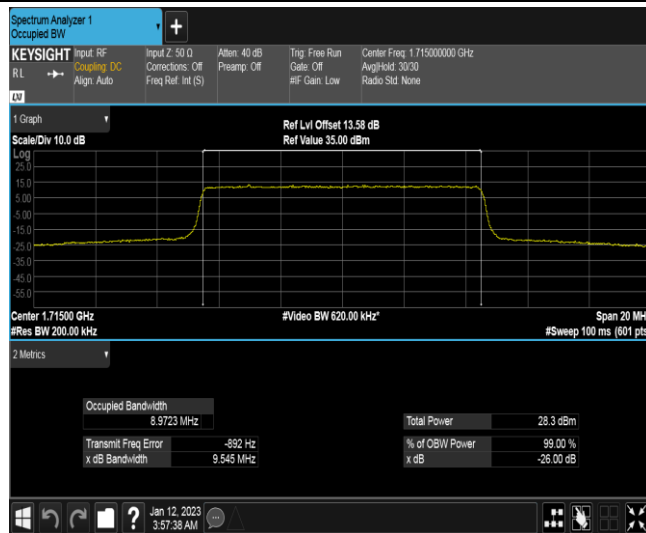 Spectrum Analyzer 1
Occupied BW
+
KEYSIGHT
RL
Input: RF
Coupling: DC
Align: Auto
Input Z: 50 Ω
Corrections: Off
Freq Ref: Int (S)
Atten: 40 dB
Preamp: Off
Trig: Free Run
Gate: Off
#IF Gain: Low
Center Freq: 1.715000000 GHz
Avg|Hold: 30/30
Radio Std: None
1 Graph
Scale/Div 10.0 dB
Ref Lvl Offset 13.58 dB
Ref Value 35.00 dBm
Log
25.0
15.0
5.00
-5.00
-15.0
-25.0
-35.0
-45.0
-55.0
Center 1.71500 GHz
#Res BW 200.00 kHz
#Video BW 620.00 kHz*
Span 20 MH
#Sweep 100 ms (601 pts
2 Metrics
Occupied Bandwidth
8.9723 MHz
Transmit Freq Error -892 Hz
x dB Bandwidth 9.545 MHz
Total Power 28.3 dBm
% of OBW Power 99.00 %
x dB -26.00 dB
?
Jan 12, 2023
3:57:38 AM